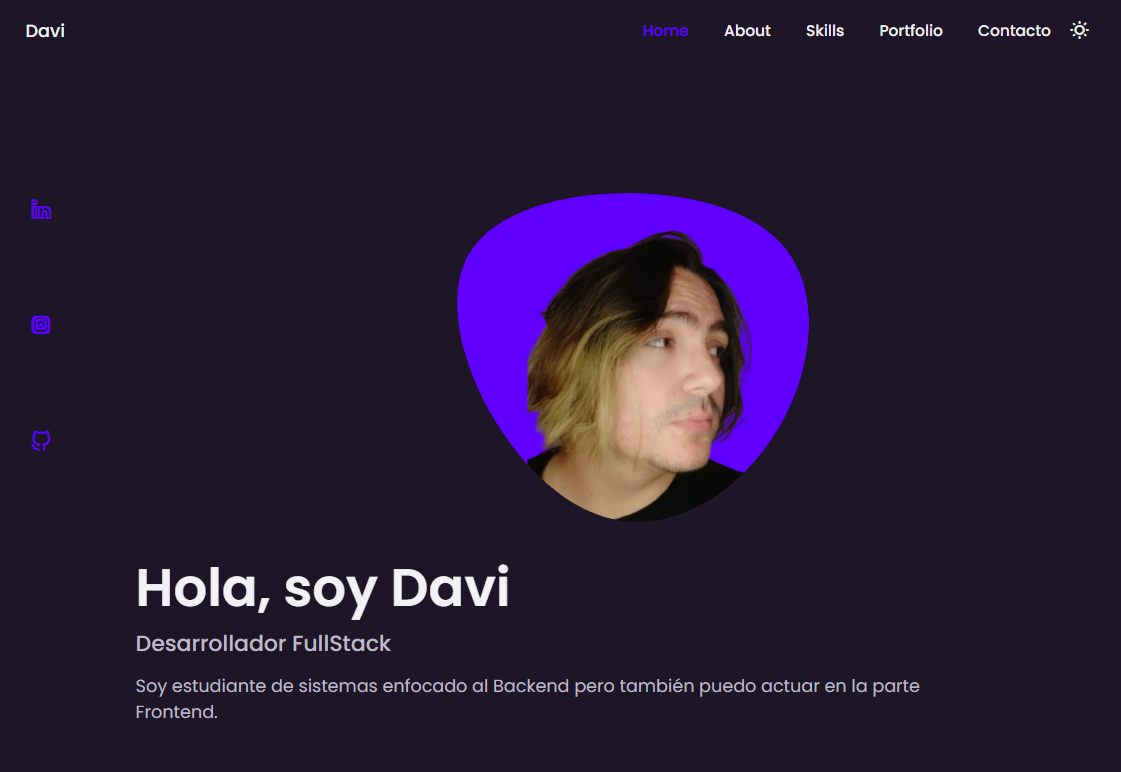 Davi
Home About Skills Portfolio Contacto
Hola, soy Davi
Desarrollador FullStack
Soy estudiante de sistemas enfocado al Backend pero también puedo actuar en la parte
Frontend.